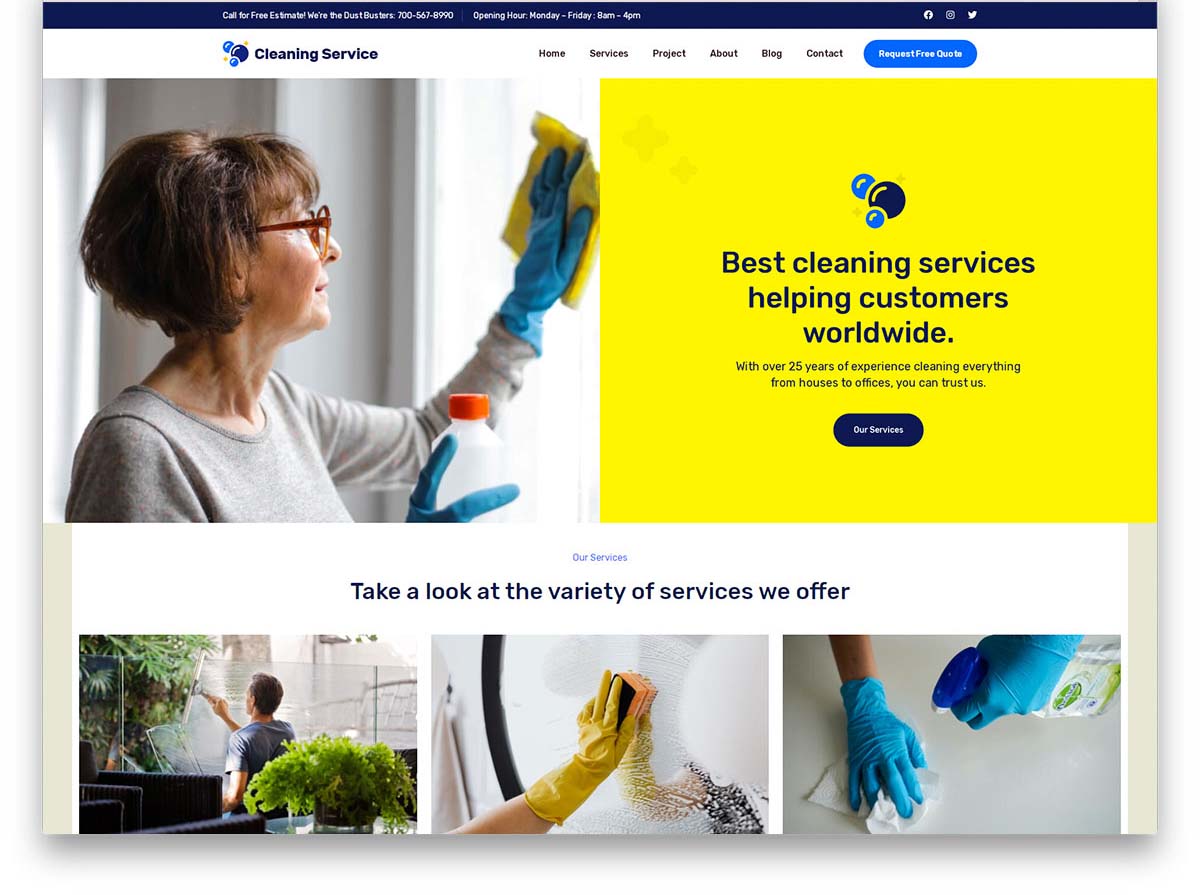 Call for Free Estimate! We're the Dust Busters: 700-567-8990
Opening Hour: Monday – Friday : 8am – 4pm
Cleaning Service
Home
Services
Project
About
Blog
Contact
Request Free Quote
Best cleaning services
helping customers
worldwide.
With over 25 years of experience cleaning everything
from houses to offices, you can trust us.
Our Services
Our Services
Take a look at the variety of services we offer